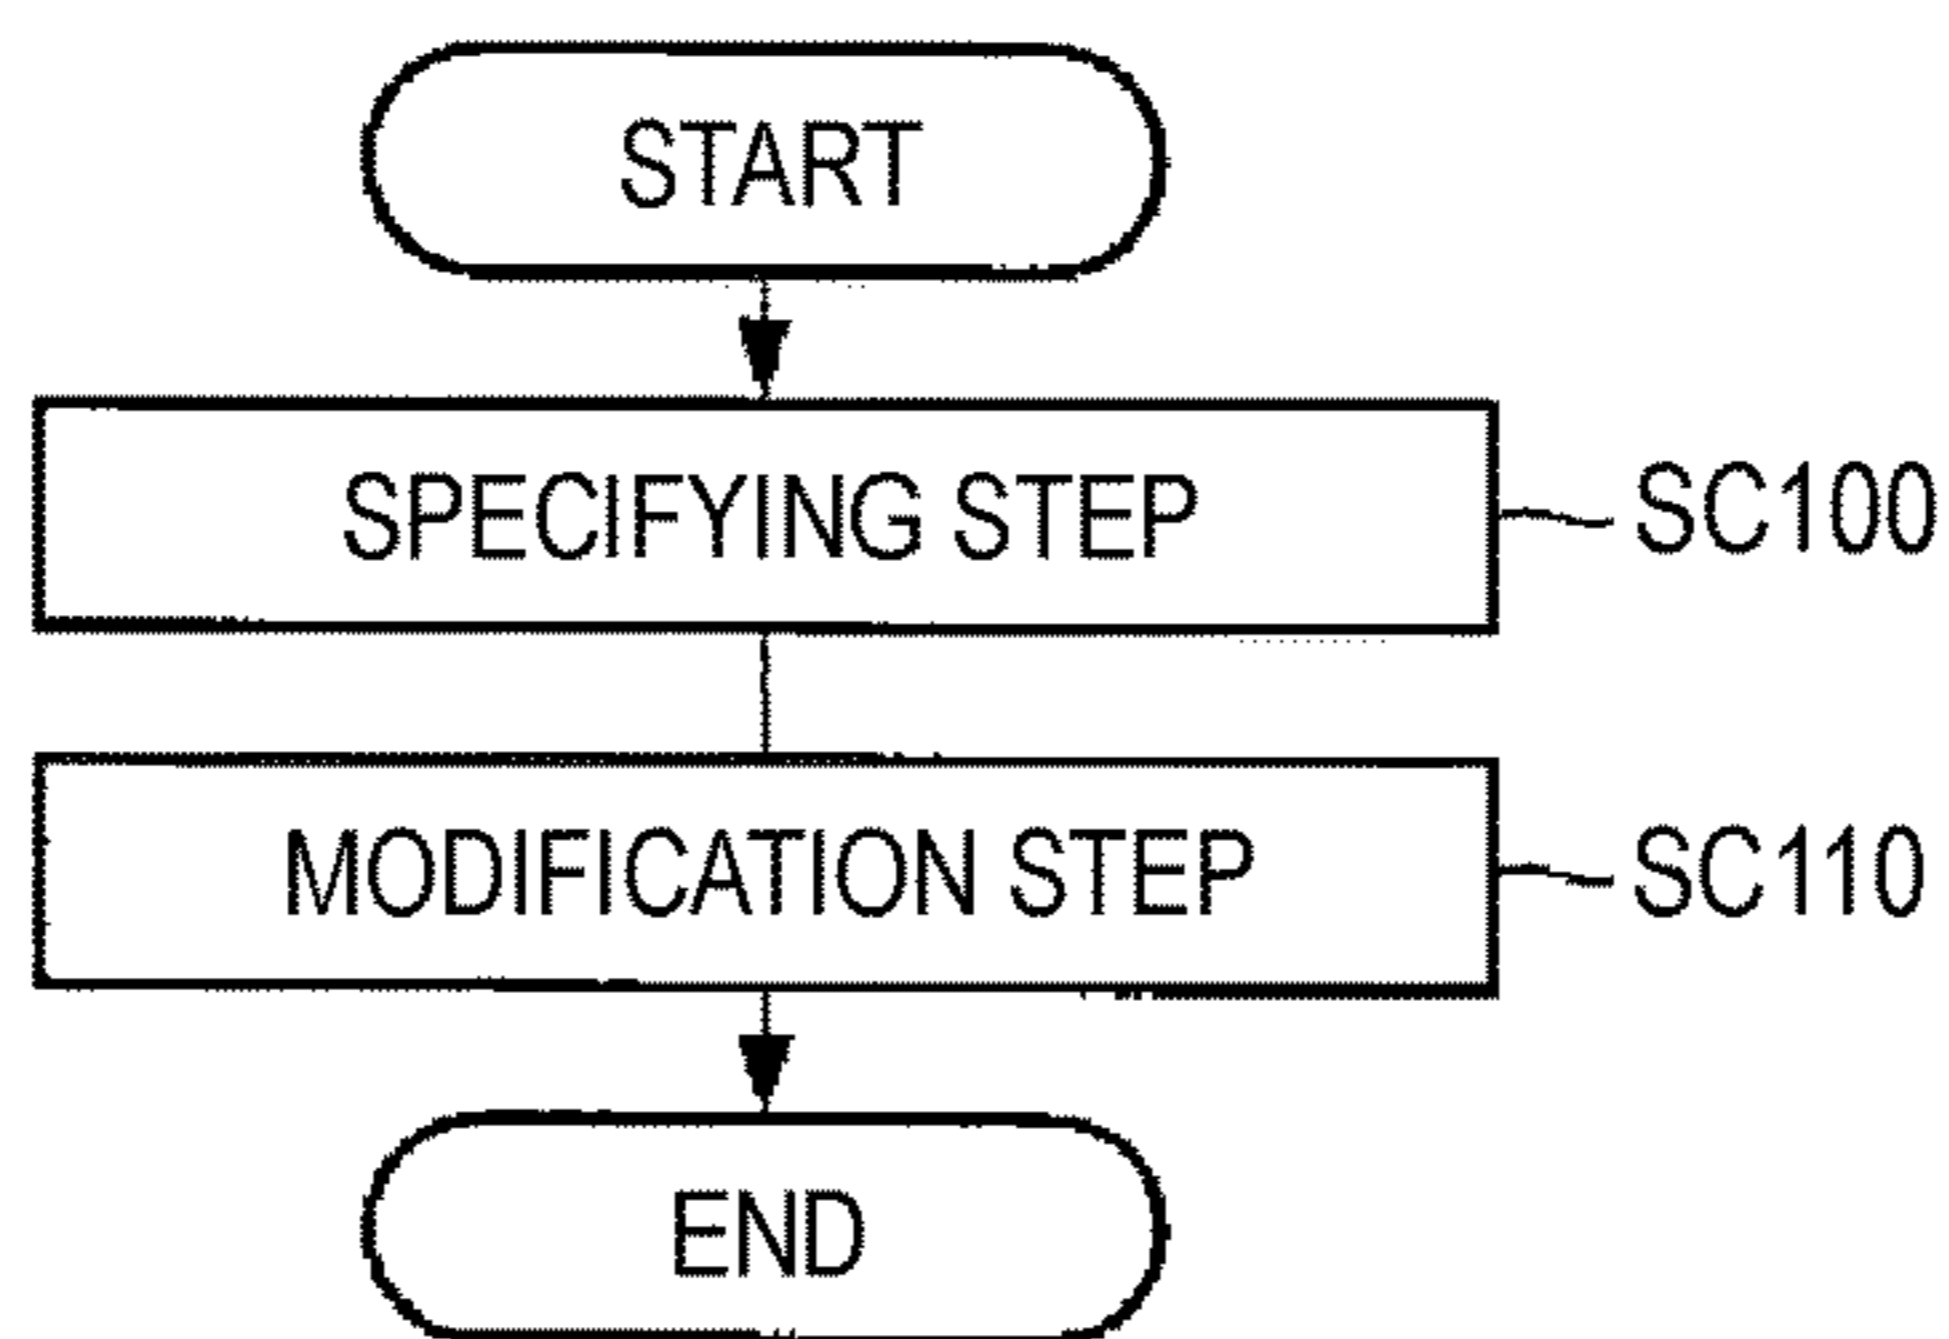 START
SPECIFYING STEP
SC100
MODIFICATION STEP
SC110
END